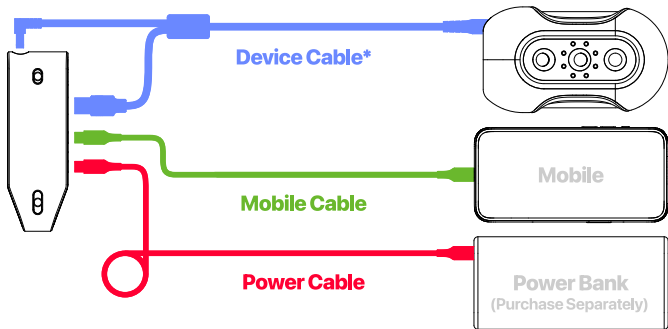 Device Cable*
Mobile
Mobile Cable
Power Cable
Power Bank
(Purchase Separately)